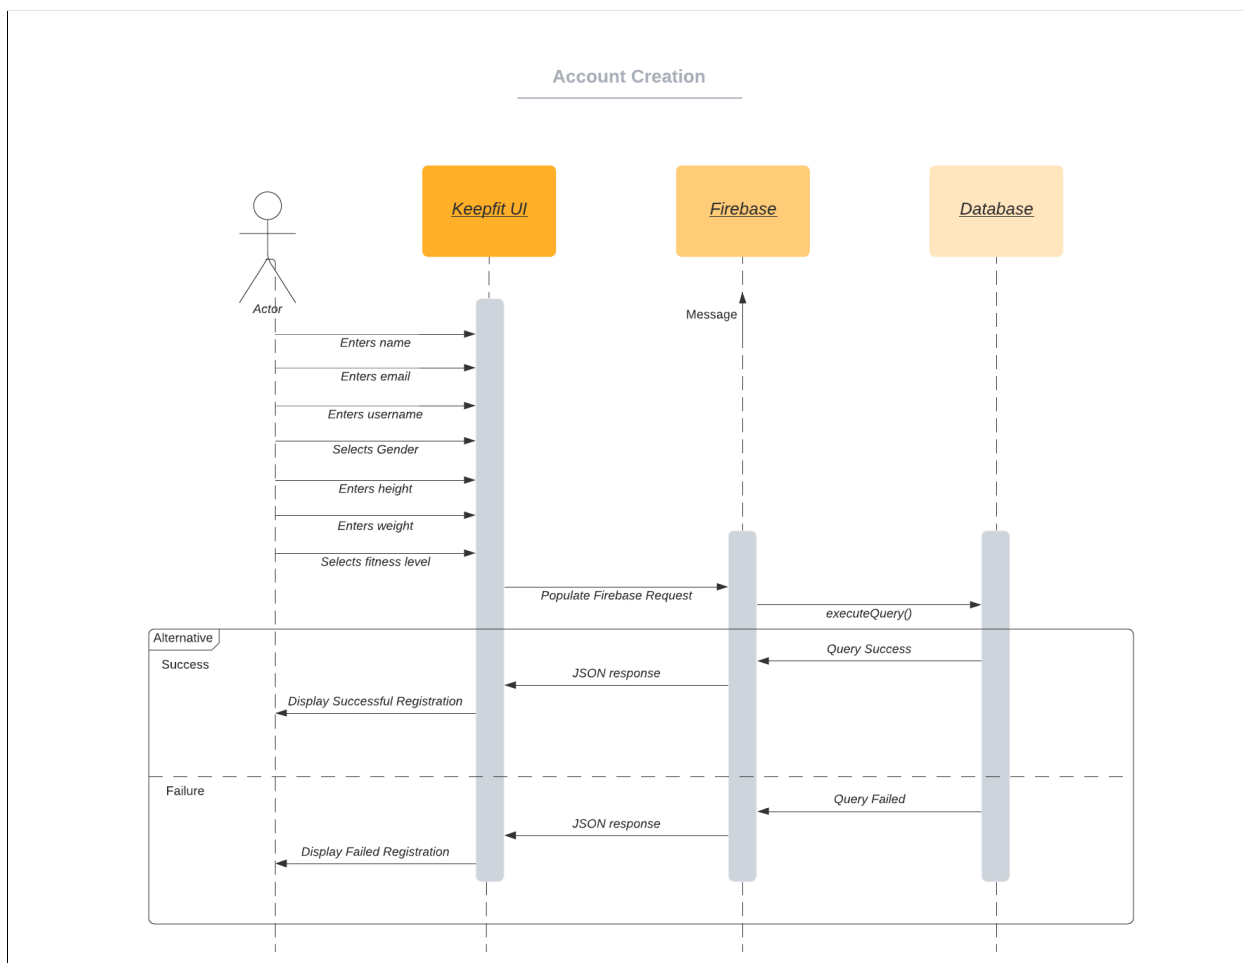 Account Creation
Keepfit UI
Firebase
Database
Actor
Message
Enters name
Enters email
Enters username
Selects Gender
Enters height
Enters weight
Selects fitness level
Populate Firebase Request
executeQuery()
Alternative
Success
Query Success
JSON response
Display Successful Registration
Failure
Query Failed
JSON response
Display Failed Registration